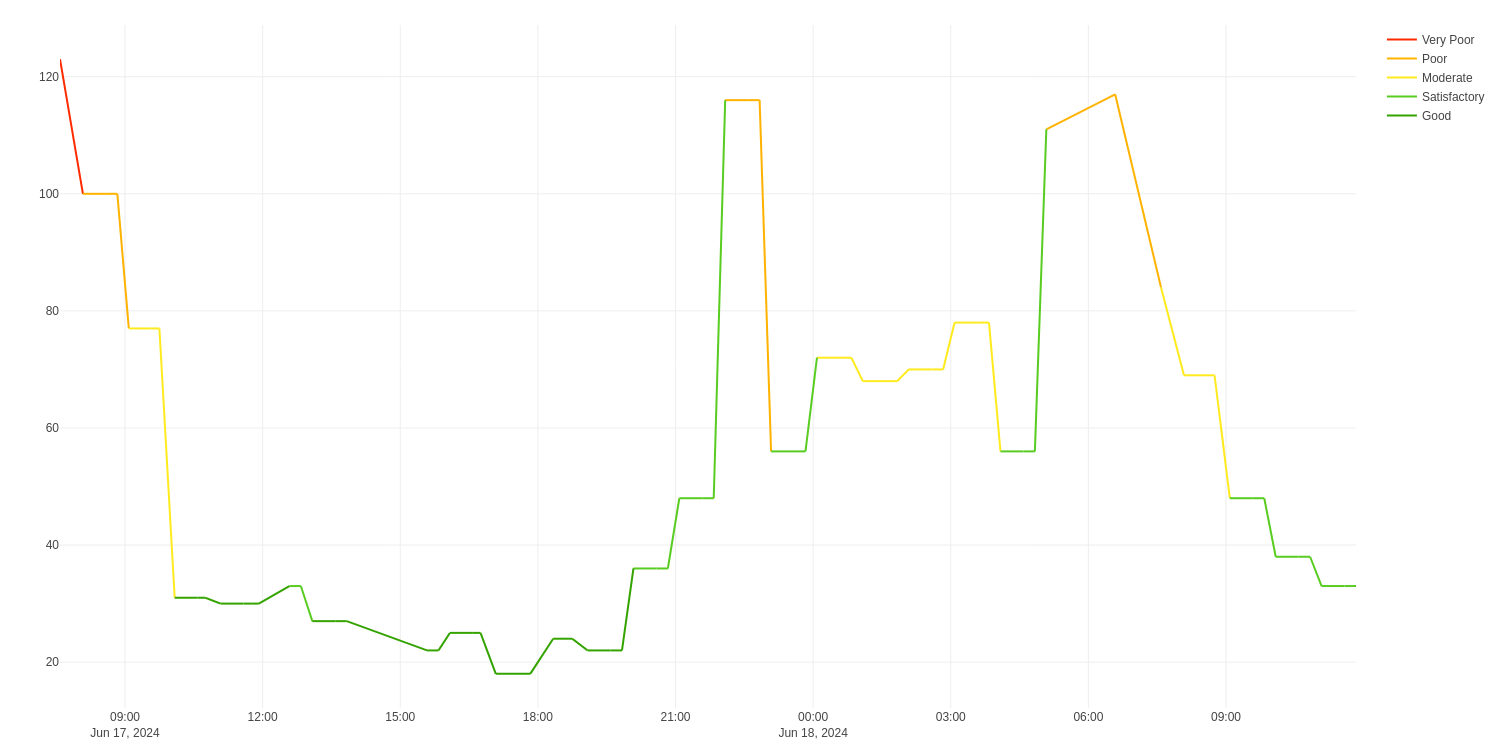 Very Poor
Poor
Moderate
Satisfactory
Good
120
100
80
60
40
20
09:00
12:00
15:00
18:00
21:00
00:00
03:00
06:00
09:00
Jun 17, 2024
Jun 18, 2024